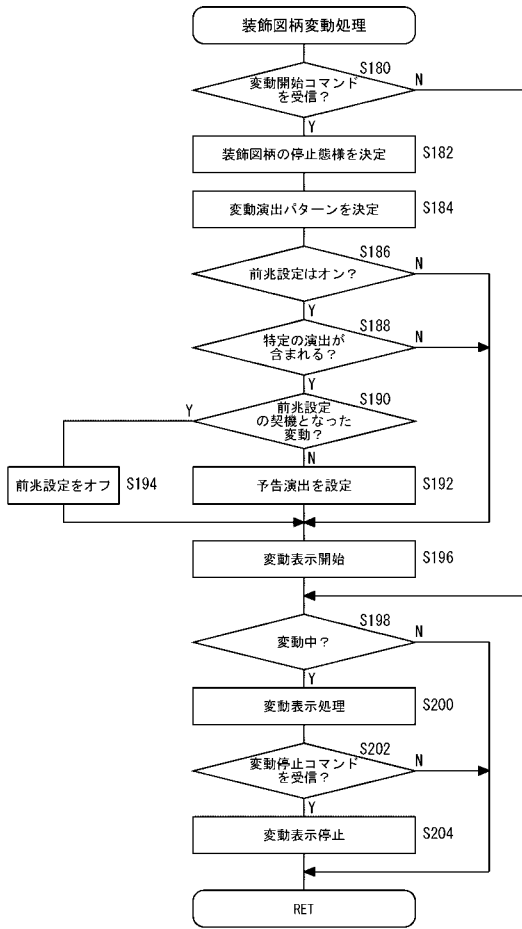 装飾図柄変動処理
S180
N
変動開始コマンド
を受信？
Y
装飾図柄の停止態様を決定
S182
変動演出パターンを決定
S184
S186
N
前兆設定はオン？
Y
S188
N
特定の演出が
含まれる？
Y
S190
Y
前兆設定
の契機となった
変動？
N
前兆設定をオフ
S194
予告演出を設定
S192
変動表示開始
S196
S198
N
変動中？
Y
変動表示処理
S200
S202
N
変動停止コマンド
を受信？
Y
変動表示停止
S204
RET